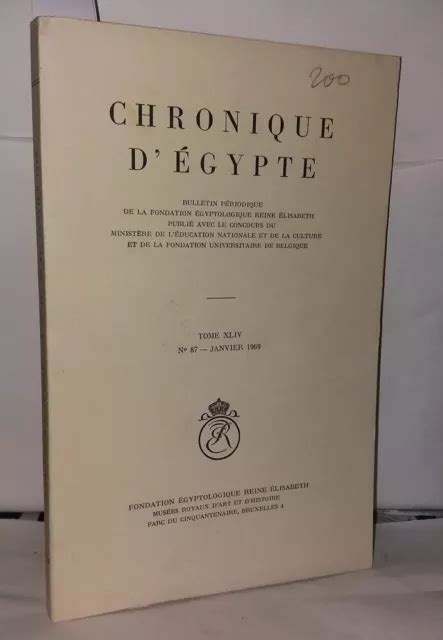 200
CHRONIQUE
D'ÉGYPTE
BULLETIN PÉRIODIQUE
DE LA FONDATION ÉGYPTOLOGIQUE REINE ÉLISABETH
PUBLIÉ AVEC LE CONCOURS DU
MINISTÈRE DE L'ÉDUCATION NATIONALE ET DE LA CULTURE
ET DE LA FONDATION UNIVERSITAIRE DE BELGIQUE
TOME XLIV
Nº 87 — JANVIER 1969
FONDATION ÉGYPTOLOGIQUE REINE ÉLISABETH
MUSÉES ROYAUX D'ART ET D'HISTOIRE
PARC DU CINQUANTENAIRE, BRUXELLES 4